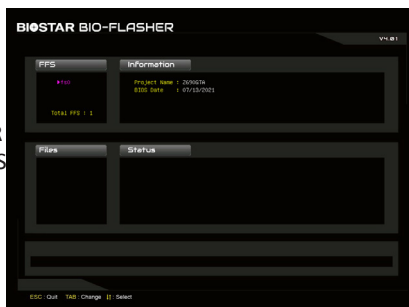 BIOSTAR BIO-FLASHER
V4.01
FFS
Information
Project Name : Z690GTA
BIOS Date : 07/13/2021
Total FFS : 1
Files
Status
ESC : Quit TAB : Change : Select